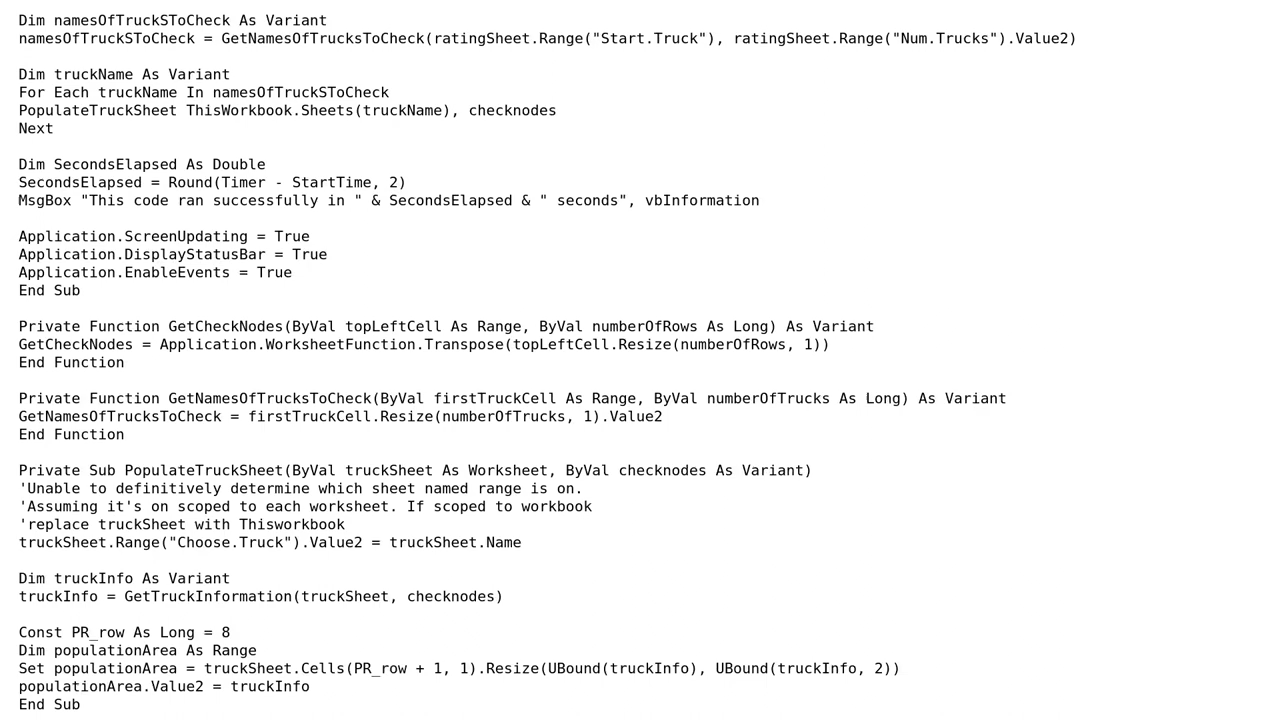 Dim namesOfTruckSToCheck As Variant
namesOfTruckSToCheck = GetNamesOfTrucksToCheck(ratingSheet.Range("Start.Truck"), ratingSheet.Range("Num.Trucks").Value2)
Dim truckName As Variant
For Each truckName In namesOfTruckSToCheck
PopulateTruckSheet ThisWorkbook.Sheets(truckName), checknodes
Next
Dim SecondsElapsed As Double
SecondsElapsed = Round(Timer - StartTime, 2)
MsgBox "This code ran successfully in " & SecondsElapsed & " seconds", vbInformation
Application.ScreenUpdating = True
Application.DisplayStatusBar = True
Application.EnableEvents = True
End Sub
Private Function GetCheckNodes(ByVal topLeftCell As Range, ByVal numberOfRows As Long) As Variant
GetCheckNodes = Application.WorksheetFunction.Transpose(topLeftCell.Resize(numberOfRows, 1))
End Function
Private Function GetNamesOfTrucksToCheck(ByVal firstTruckCell As Range, ByVal numberOfTrucks As Long) As Variant
GetNamesOfTrucksToCheck = firstTruckCell.Resize(numberOfTrucks, 1).Value2
End Function
Private Sub PopulateTruckSheet(ByVal truckSheet As Worksheet, ByVal checknodes As Variant)
'Unable to definitively determine which sheet named range is on.
'Assuming it's on scoped to each worksheet. If scoped to workbook
'replace truckSheet with Thisworkbook
truckSheet.Range("Choose.Truck").Value2 = truckSheet.Name
Dim truckInfo As Variant
truckInfo = GetTruckInformation(truckSheet, checknodes)
Const PR_row As Long = 8
Dim populationArea As Range
Set populationArea = truckSheet.Cells(PR_row + 1, 1).Resize(UBound(truckInfo), UBound(truckInfo, 2))
populationArea.Value2 = truckInfo
End Sub